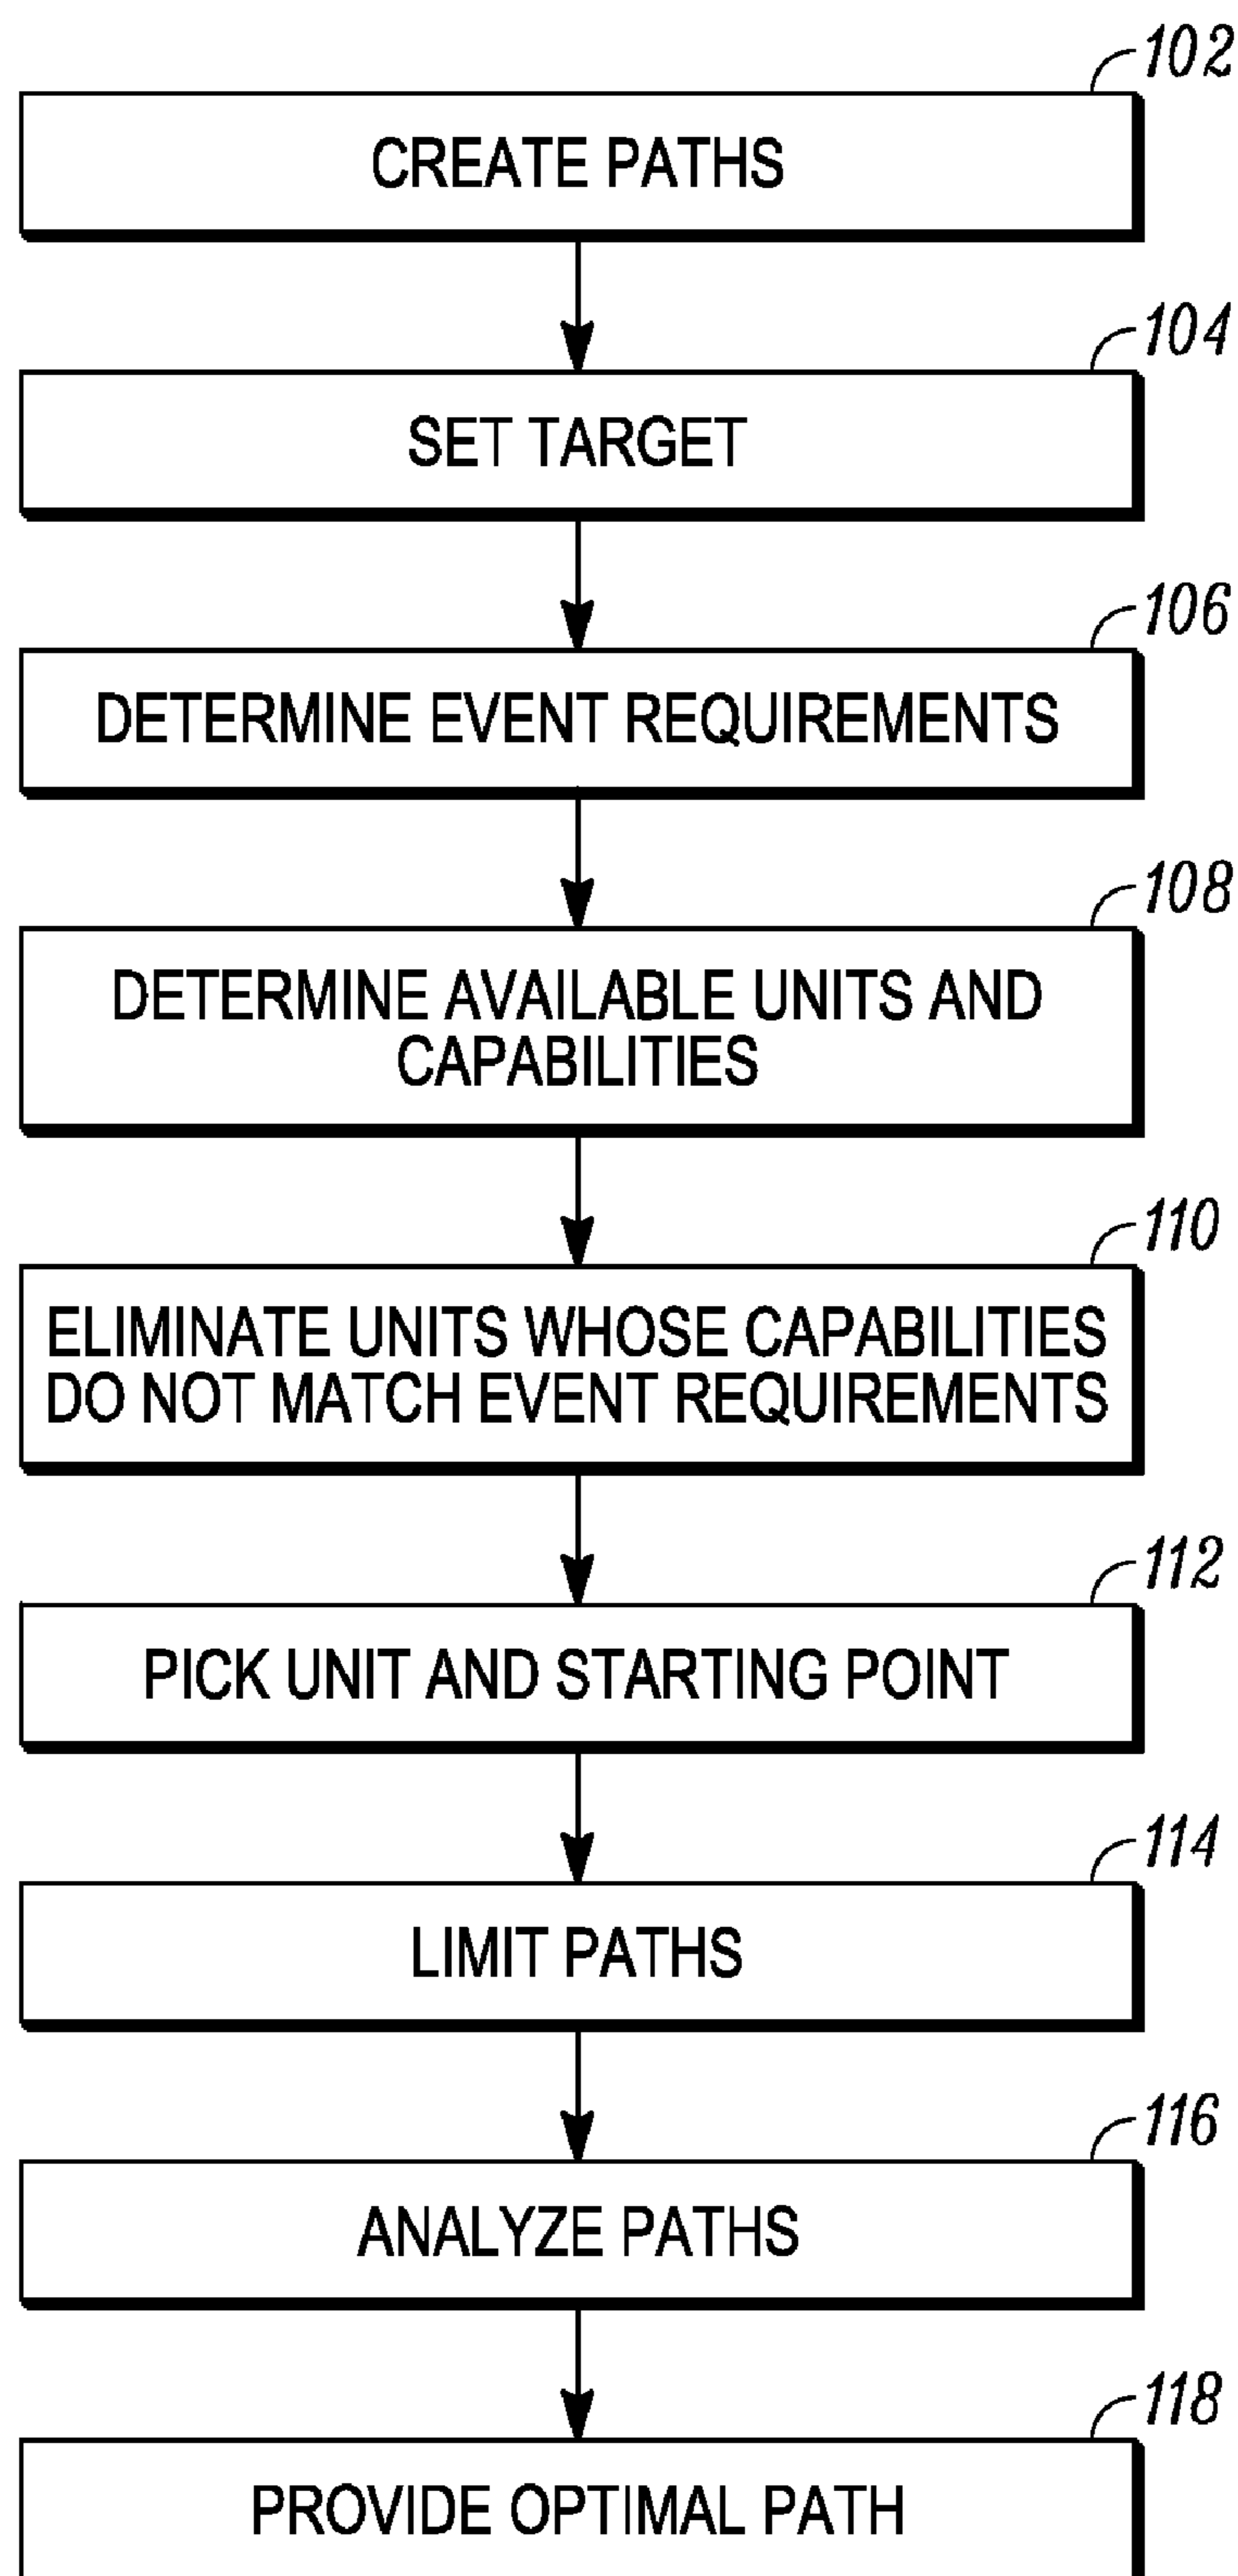 102
CREATE PATHS
104
SET TARGET
106
DETERMINE EVENT REQUIREMENTS
108
DETERMINE AVAILABLE UNITS AND
CAPABILITIES
110
ELIMINATE UNITS WHOSE CAPABILITIES
DO NOT MATCH EVENT REQUIREMENTS
112
PICK UNIT AND STARTING POINT
114
LIMIT PATHS
116
ANALYZE PATHS
118
PROVIDE OPTIMAL PATH